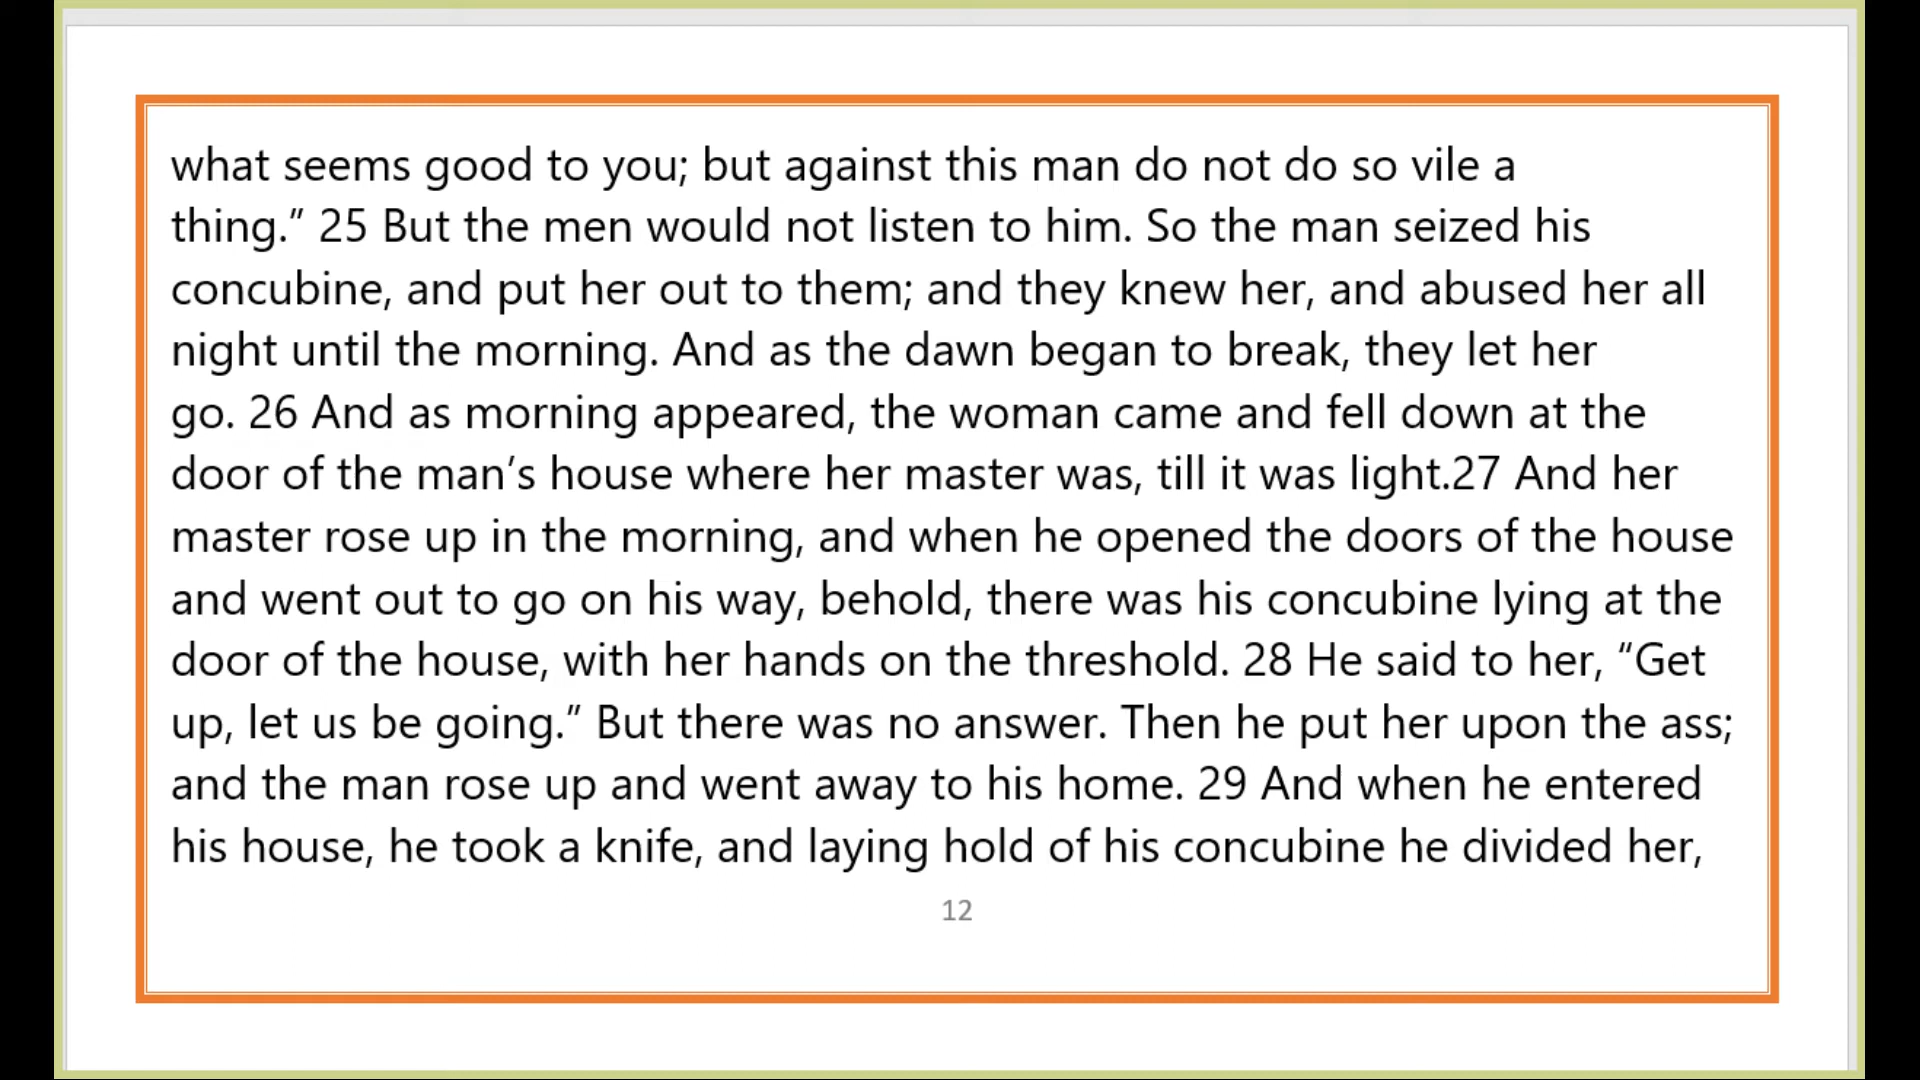 what seems good to you; but against this man do not do so vile a
thing.” 25 But the men would not listen to him. So the man seized his
concubine, and put her out to them; and they knew her, and abused her all
night until the morning. And as the dawn began to break, they let her
go. 26 And as morning appeared, the woman came and fell down at the
door of the man’s house where her master was, till it was light.27 And her
master rose up in the morning, and when he opened the doors of the house
and went out to go on his way, behold, there was his concubine lying at the
door of the house, with her hands on the threshold. 28 He said to her, “Get
up, let us be going.” But there was no answer. Then he put her upon the ass;
and the man rose up and went away to his home. 29 And when he entered
his house, he took a knife, and laying hold of his concubine he divided her,
12